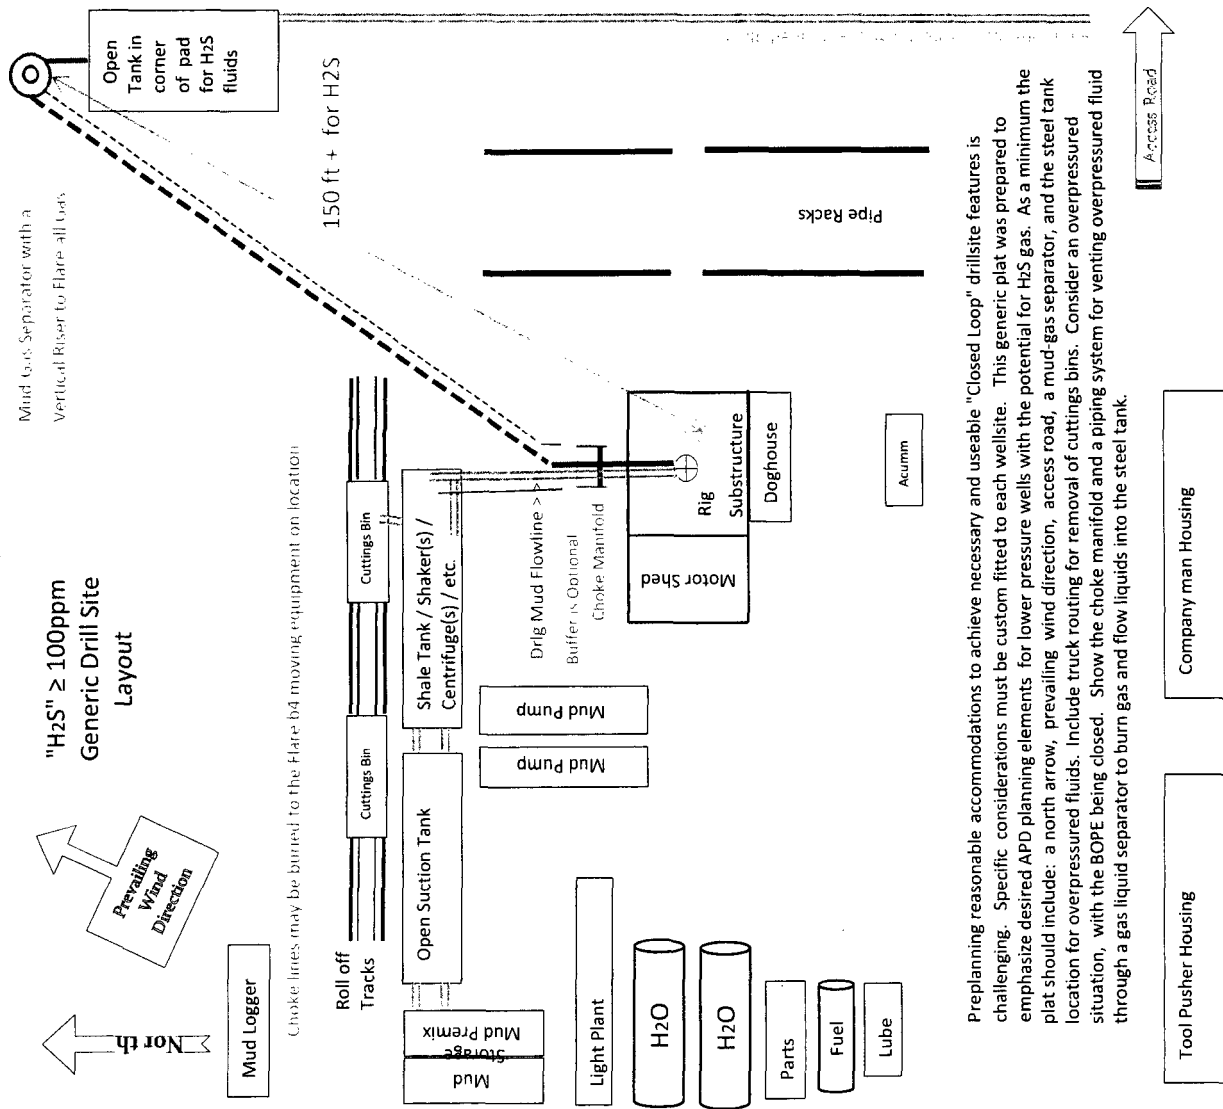 "H2S" ≥ 100ppm
Generic Drill Site
Layout
North
Prevailing
Wind
Direction
Mud Logger
Mud Gas Separator with a
Vertical Riser to Flare all Gas
Open
Tank in
corner
of pad
for H2S
fluids
150 ft + for H2S
Choke lines may be buried to the Flare b4 moving equipment on location
Roll off
Tracks
Cuttings Bin
Cuttings Bin
Mud
Storage
Mud Premix
Open Suction Tank
Shale Tank / Shaker(s) /
Centrifuge(s) / etc.
Drlg Mud Flowline >
Buffer is Optional
Choke Manifold
Mud Pump
Mud Pump
Light Plant
H2O
H2O
Parts
Fuel
Lube
Motor Shed
Rig
Substructure
Doghouse
Acumm
Pipe Racks
Access Road
Preplanning reasonable accommodations to achieve necessary and useable "Closed Loop" drillsite features is
challenging. Specific considerations must be custom fitted to each wellsite. This generic plat was prepared to
emphasize desired APD planning elements for lower pressure wells with the potential for H2S gas. As a minimum the
plat should include: a north arrow, prevailing wind direction, access road, a mud-gas separator, and the steel tank
location for overpressured fluids. Include truck routing for removal of cuttings bins. Consider an overpressured
situation, with the BOPE being closed. Show the choke manifold and a piping system for venting overpressured fluid
through a gas liquid separator to burn gas and flow liquids into the steel tank.
Tool Pusher Housing
Company man Housing